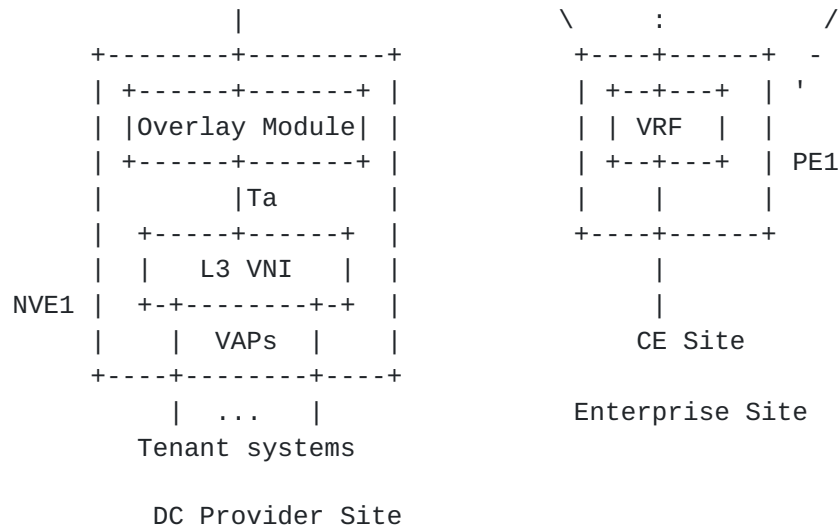 |                     \     :          /
     +--------+---------+            +----+------+  -
     | +------+-------+ |            | +--+---+  | '
     | |Overlay Module| |            | | VRF  |  |
     | +------+-------+ |            | +--+---+  | PE1
     |        |Ta       |            |    |      |
     |  +-----+------+  |            +----+------+
     |  |   L3 VNI   |  |                 |
NVE1 |  +-+--------+-+  |                 |
     |    |  VAPs  |    |               CE Site
     +----+--------+----+
          |  ...   |                Enterprise Site
        Tenant systems
         DC Provider Site